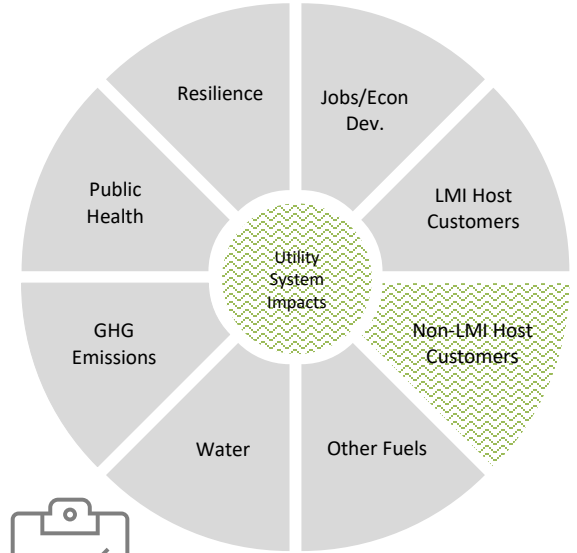 Resilience
Jobs/Econ
Dev.
Public
Health
LMI Host
Customers
Utility
System
Impacts
GHG
Emissions
Non-LMI Host
Customers
Water
Other Fuels